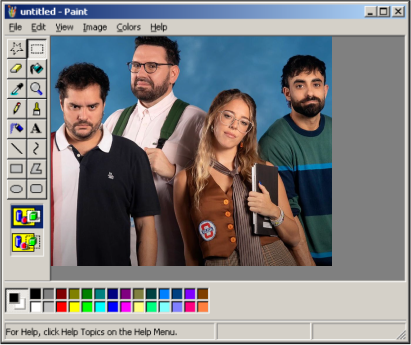 untitled - Paint
File Edit View Image Colors Help
A
For Help, click Help Topics on the Help Menu.